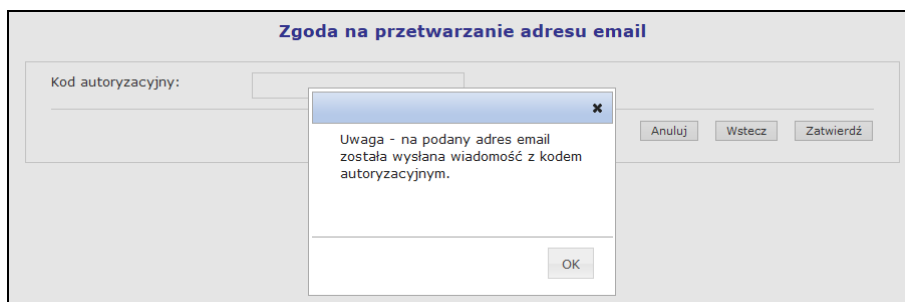 Zgoda na przetwarzanie adresu email
Kod autoryzacyjny:
Uwaga - na podany adres email
została wysłana wiadomość z kodem
autoryzacyjnym.
OK
Anuluj Wstecz Zatwierdź